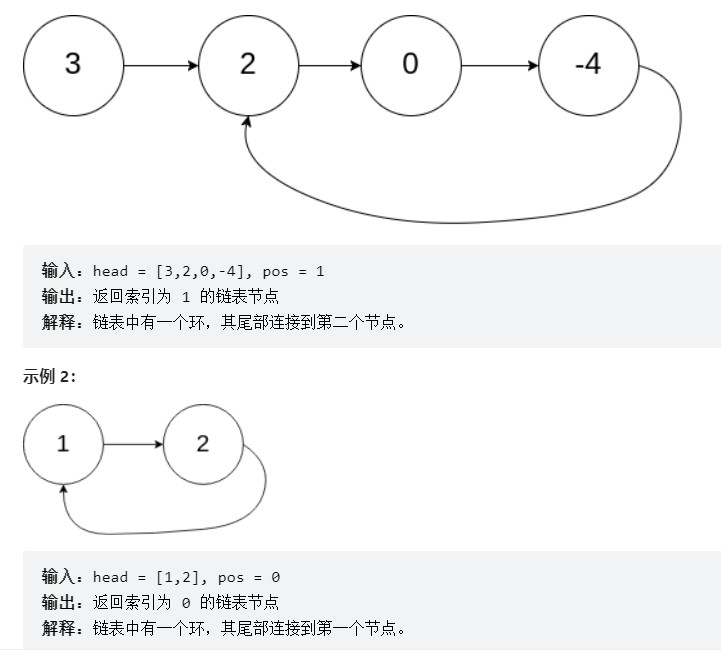 3 2 0 -4
输入：head = [3,2,0,-4], pos = 1
输出：返回索引为 1 的链表节点
解释：链表中有一个环，其尾部连接到第二个节点。
示例 2：
1 2
输入：head = [1,2], pos = 0
输出：返回索引为 0 的链表节点
解释：链表中有一个环，其尾部连接到第一个节点。